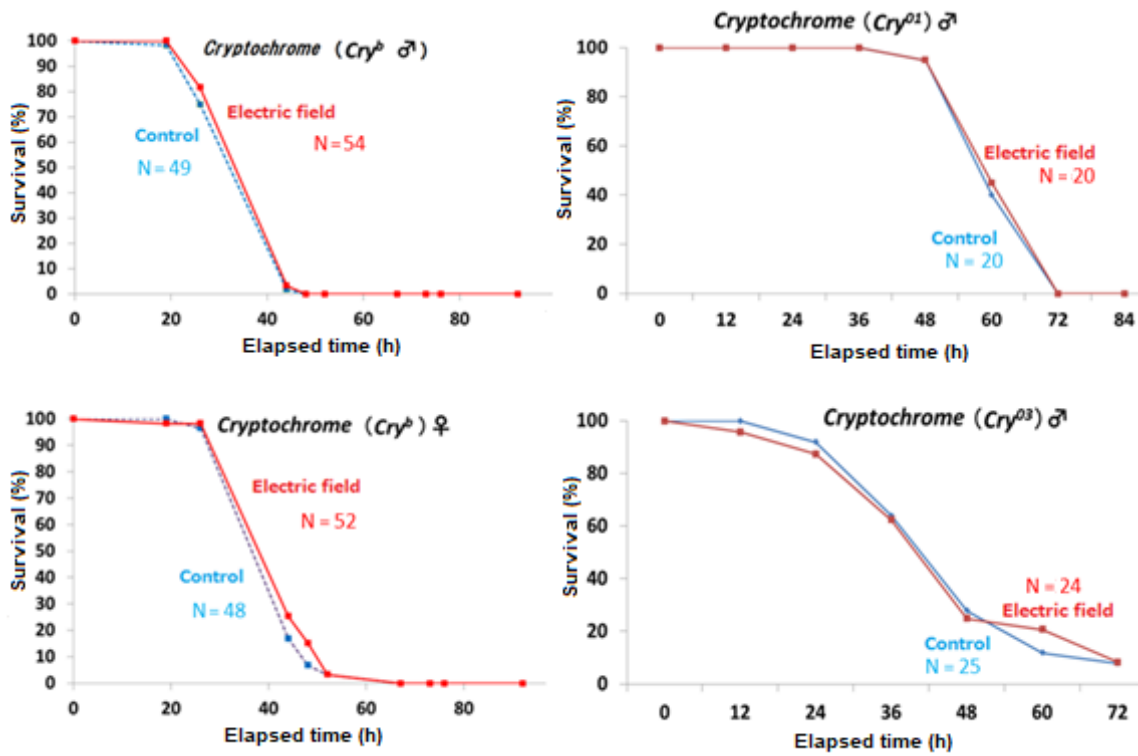 Cryptochrome (Cryᵇ ♂)
Survival (%)
100
90
80
70
60
50
40
30
20
10
0
Electric field
N = 54
Control
N = 49
0 20 40 60 80
Elapsed time (h)
Cryptochrome (Cry⁰¹) ♂
Survival (%)
100
90
80
70
60
50
40
30
20
10
0
Electric field
N = 20
Control
N = 20
0 12 24 36 48 60 72 84
Elapsed time (h)
Cryptochrome (Cryᵇ) ♀
Survival (%)
100
90
80
70
60
50
40
30
20
10
0
Electric field
N = 52
Control
N = 48
0 20 40 60 80
Elapsed time (h)
Cryptochrome (Cry⁰³) ♂
Survival (%)
100
80
60
40
20
0
N = 24
Electric field
Control
N = 25
0 12 24 36 48 60 72
Elapsed time (h)